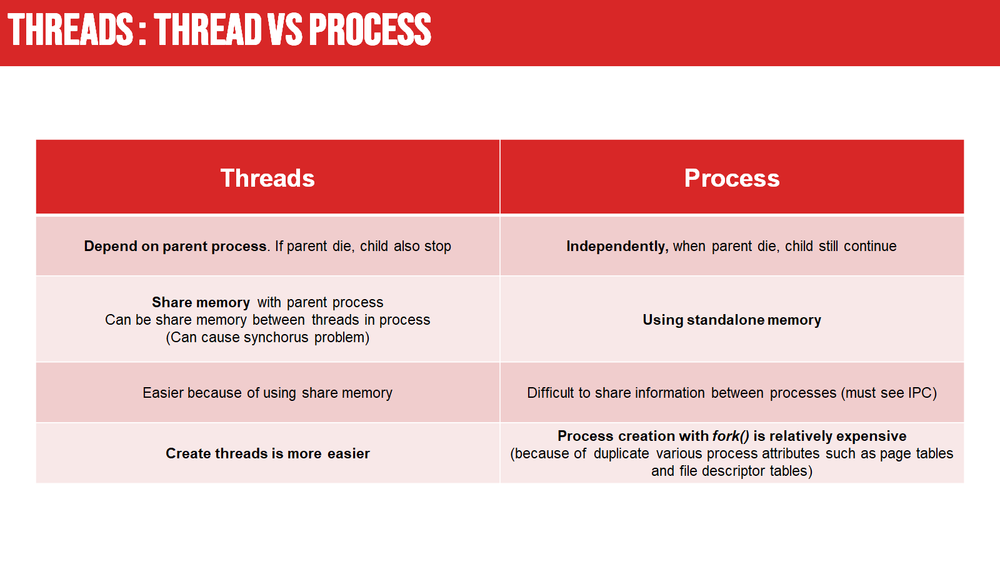 THREADS : THREAD VS PROCESS
Threads
Process
Depend on parent process. If parent die, child also stop
Independently, when parent die, child still continue
Share memory with parent process
Can be share memory between threads in process
(Can cause synchorus problem)
Using standalone memory
Easier because of using share memory
Difficult to share information between processes (must see IPC)
Create threads is more easier
Process creation with fork() is relatively expensive
(because of duplicate various process attributes such as page tables
and file descriptor tables)